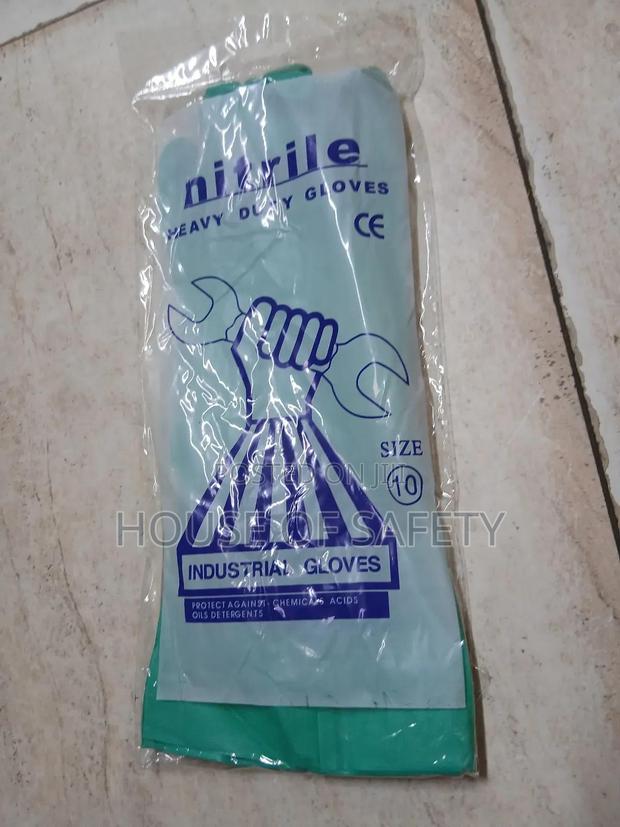 nitrile
HEAVY DUTY GLOVES
CE
SIZE
10
POSTED ON JIJI
HOUSE OF SAFETY
INDUSTRIAL GLOVES
PROTECT AGAINST - CHEMICALS ACIDS
OILS DETERGENTS